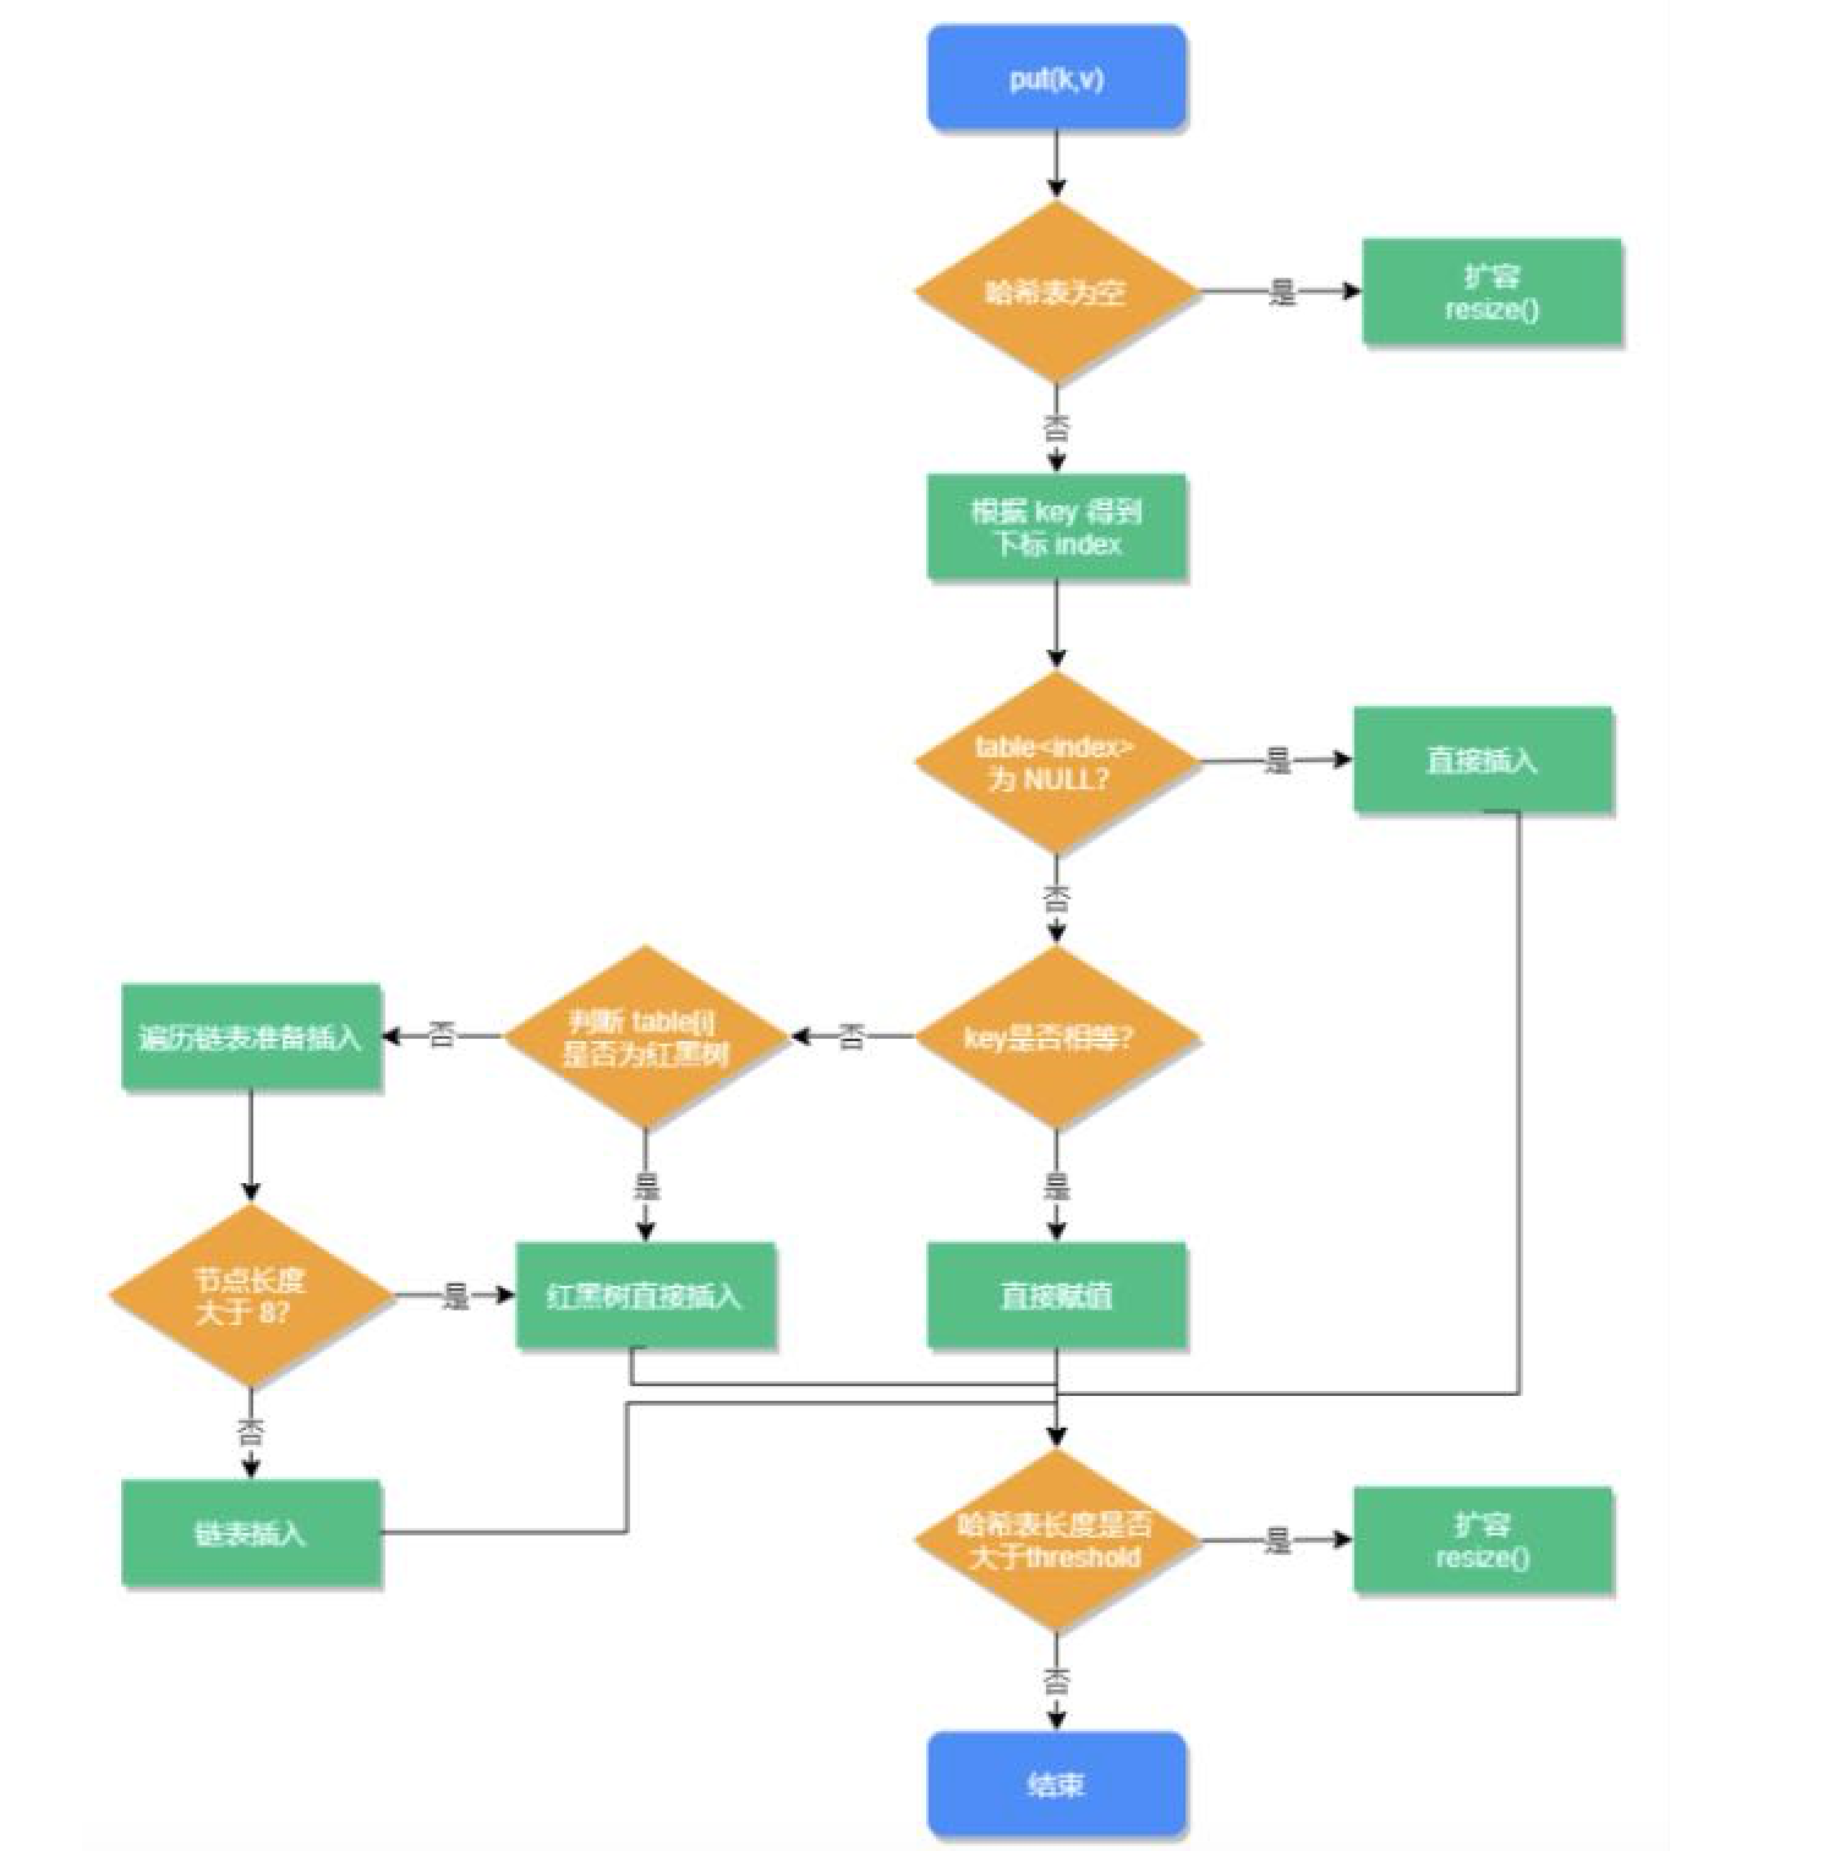 put(k,v)
哈希表为空
是
扩容
resize()
否
根据 key 得到
下标 index
table<index>
为 NULL?
是
直接插入
否
key是否相等?
否
判断 table[i]
是否为红黑树
否
遍历链表准备插入
是
是
节点长度
大于 8?
是
红黑树直接插入
直接赋值
否
链表插入
哈希表长度是否
大于threshold
是
扩容
resize()
否
结束